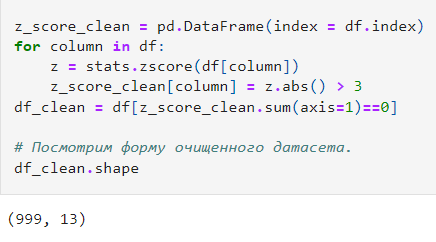 z_score_clean = pd.DataFrame(index = df.index)
for column in df:
    z = stats.zscore(df[column])
    z_score_clean[column] = z.abs() > 3
df_clean = df[z_score_clean.sum(axis=1)==0]
# Посмотрим форму очищенного датасета.
df_clean.shape
(999, 13)